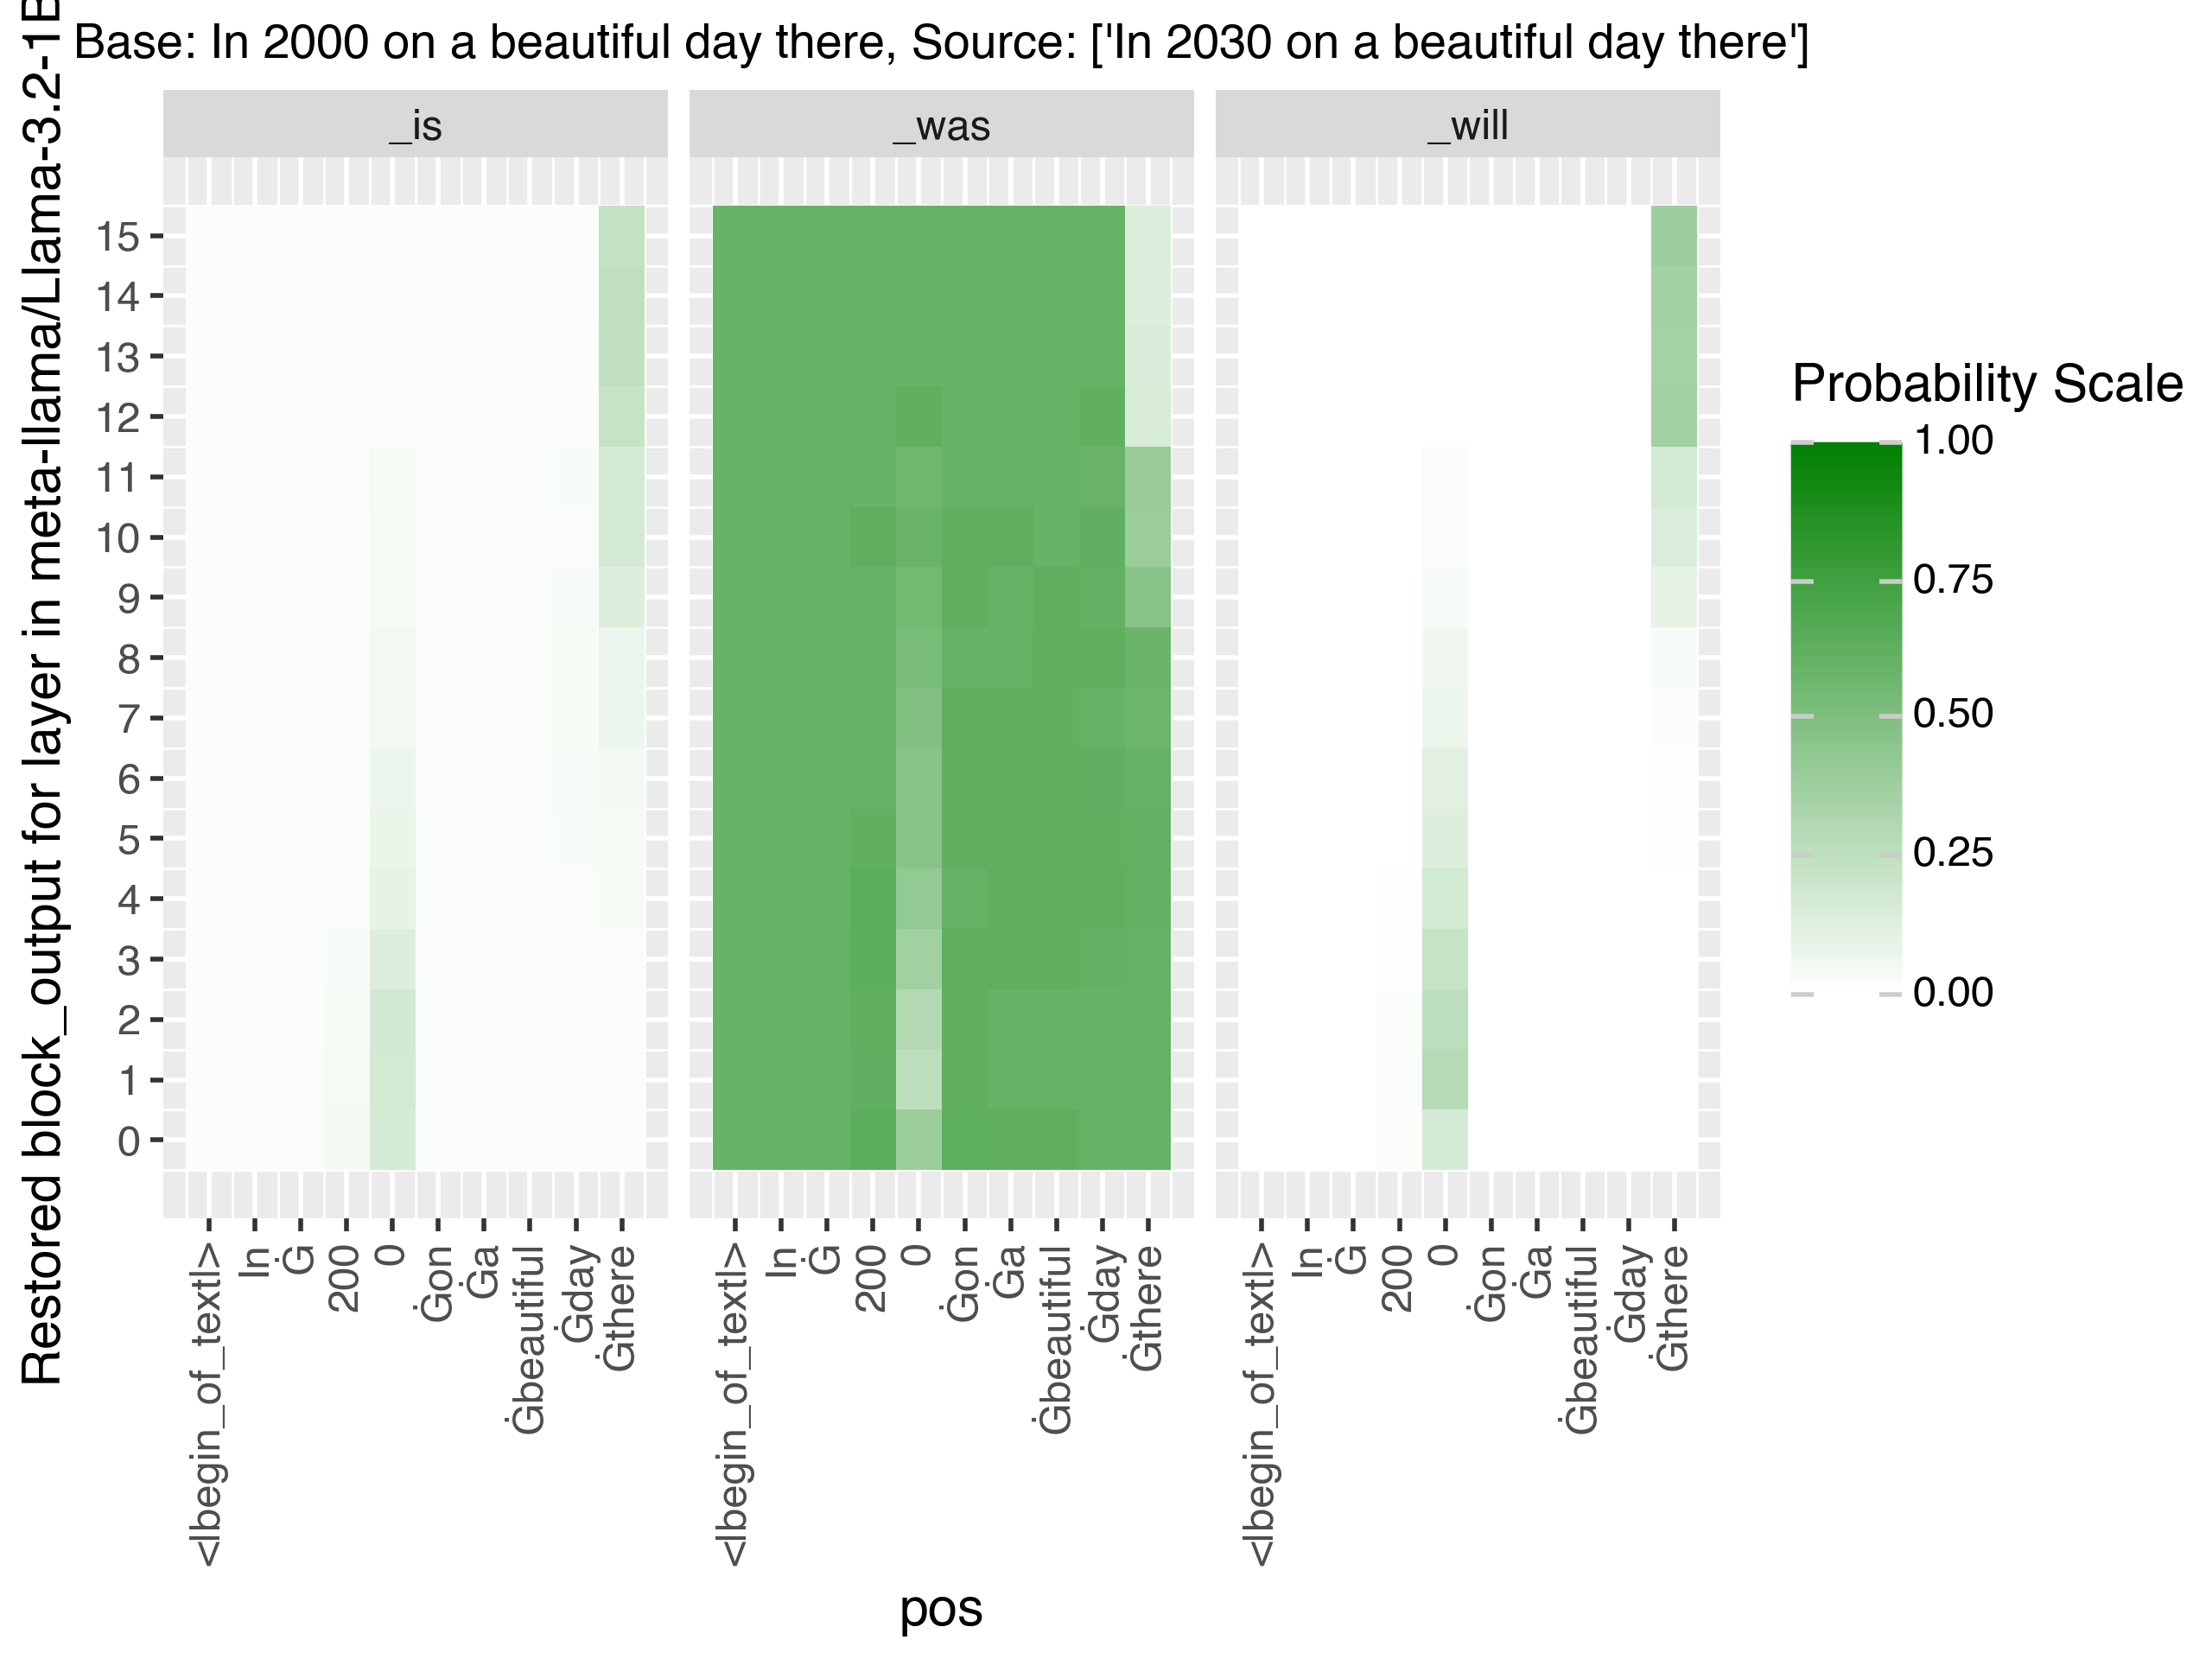 Base: In 2000 on a beautiful day there, Source: ['In 2030 on a beautiful day there']
_is
_was
_will
Restored block_output for layer in meta-llama/Llama-3.2-1B
15
14
13
12
11
10
9
8
7
6
5
4
3
2
1
0
<|begin_of_text|>
In
Ġ
200
0
Ġon
Ġa
Ġbeautiful
Ġday
Ġthere
<|begin_of_text|>
In
Ġ
200
0
Ġon
Ġa
Ġbeautiful
Ġday
Ġthere
<|begin_of_text|>
In
Ġ
200
0
Ġon
Ġa
Ġbeautiful
Ġday
Ġthere
pos
Probability Scale
1.00
0.75
0.50
0.25
0.00